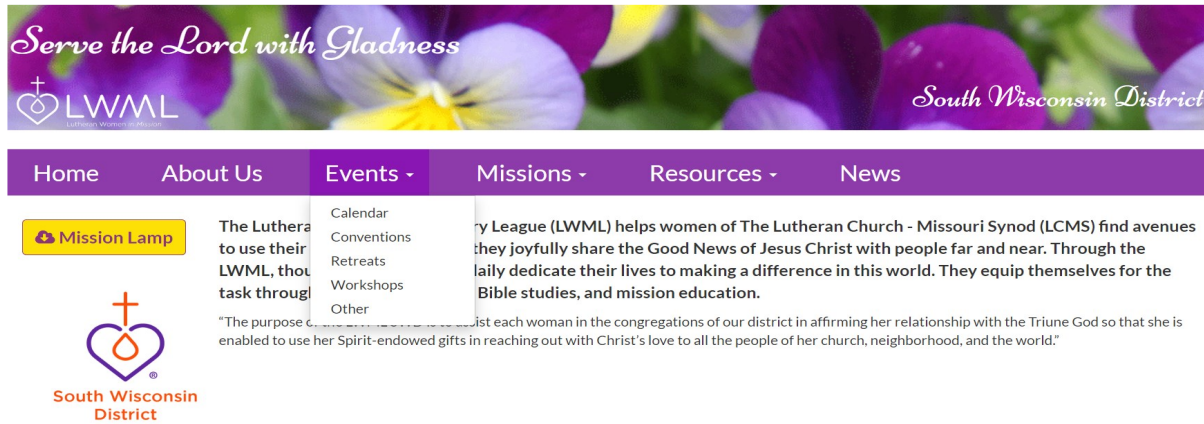 Serve the Lord with Gladness
LWML
Lutheran Women in Mission
South Wisconsin District
Home About Us Events Missions Resources News
Mission Lamp
Calendar
Conventions
Retreats
Workshops
Other
The Luthera ry League (LWML) helps women of The Lutheran Church - Missouri Synod (LCMS) find avenues
to use their they joyfully share the Good News of Jesus Christ with people far and near. Through the
LWML, thou daily dedicate their lives to making a difference in this world. They equip themselves for the
task throug Bible studies, and mission education.
“The purpose assist each woman in the congregations of our district in affirming her relationship with the Triune God so that she is
enabled to use her Spirit-endowed gifts in reaching out with Christ’s love to all the people of her church, neighborhood, and the world.”
®
South Wisconsin
District